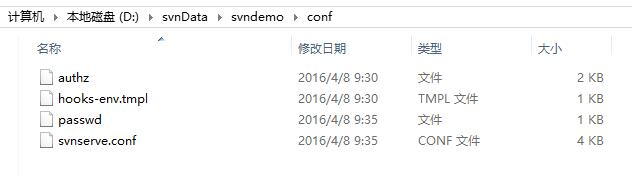 计算机 ▸ 本地磁盘 (D:) ▸ svnData ▸ svndemo ▸ conf
名称 修改日期 类型 大小
authz 2016/4/8 9:30 文件 2 KB
hooks-env.tmpl 2016/4/8 9:30 TMPL 文件 1 KB
passwd 2016/4/8 9:35 文件 1 KB
svnserve.conf 2016/4/8 9:35 CONF 文件 4 KB